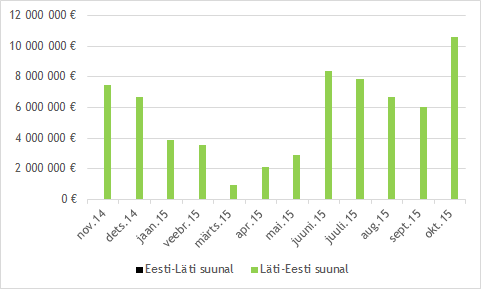 12 000 000 €
10 000 000 €
8 000 000 €
6 000 000 €
4 000 000 €
2 000 000 €
0 €
nov.14
dets.14
jaan.15
veebr.15
märts.15
apr.15
mai.15
juuni.15
juuli.15
aug.15
sept.15
okt.15
Eesti-Läti suunal Läti-Eesti suunal